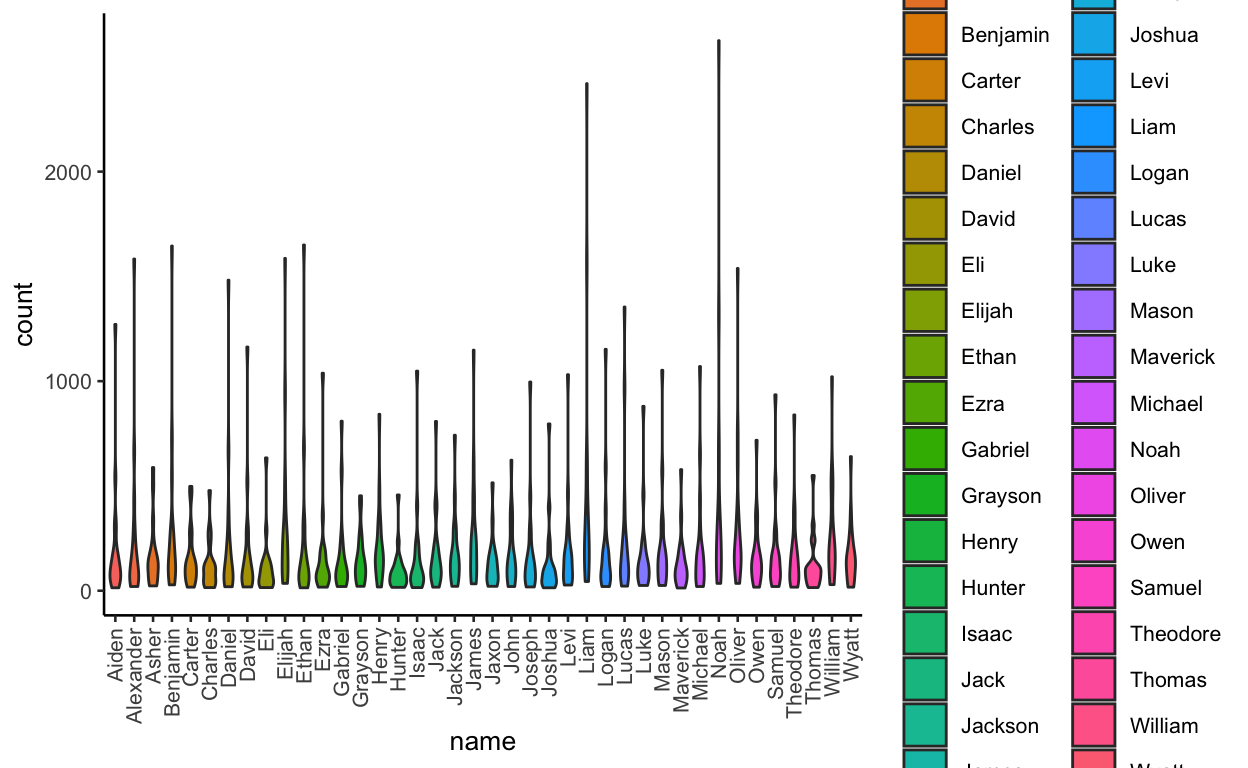 2000
1000
0
count
Aiden
Alexander
Asher
Benjamin
Carter
Charles
Daniel
David
Eli
Elijah
Ethan
Ezra
Gabriel
Grayson
Henry
Hunter
Isaac
Jack
Jackson
James
Jaxon
John
Joseph
Joshua
Levi
Liam
Logan
Lucas
Luke
Mason
Maverick
Michael
Noah
Oliver
Owen
Samuel
Theodore
Thomas
William
Wyatt
name
Benjamin
Carter
Charles
Daniel
David
Eli
Elijah
Ethan
Ezra
Gabriel
Grayson
Henry
Hunter
Isaac
Jack
Jackson
Joshua
Levi
Liam
Logan
Lucas
Luke
Mason
Maverick
Michael
Noah
Oliver
Owen
Samuel
Theodore
Thomas
William